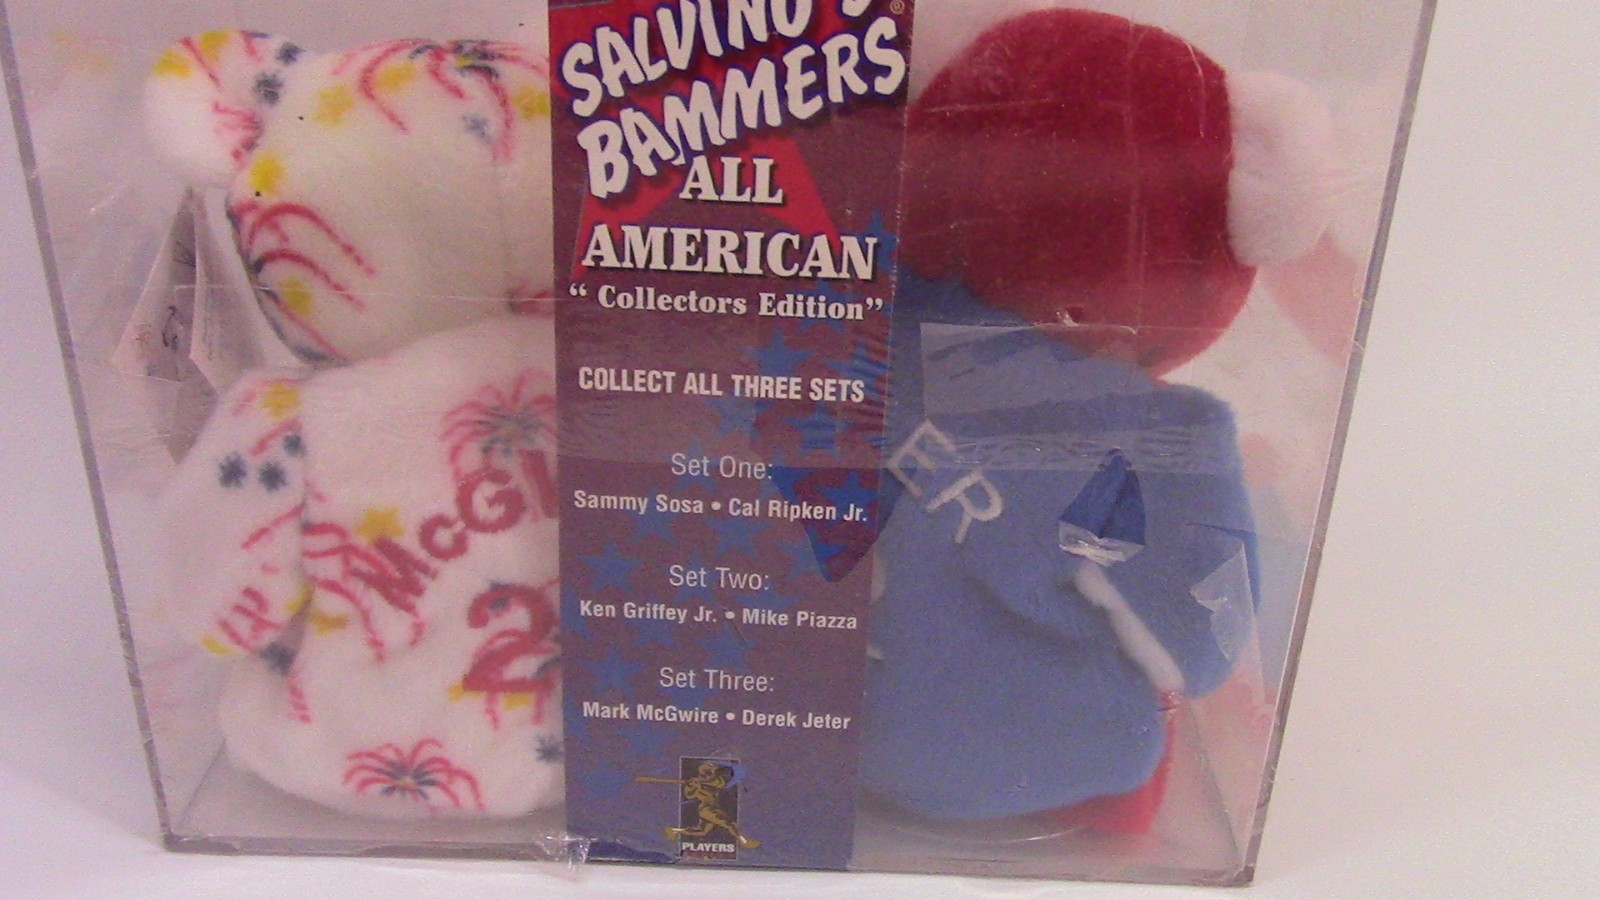 SALVINO'S
BAMMERS®
ALL
AMERICAN
“ Collectors Edition”
COLLECT ALL THREE SETS
Set One:
Sammy Sosa • Cal Ripken Jr.
Set Two:
Ken Griffey Jr. • Mike Piazza
Set Three:
Mark McGwire • Derek Jeter
PLAYERS
McGW
2
ER